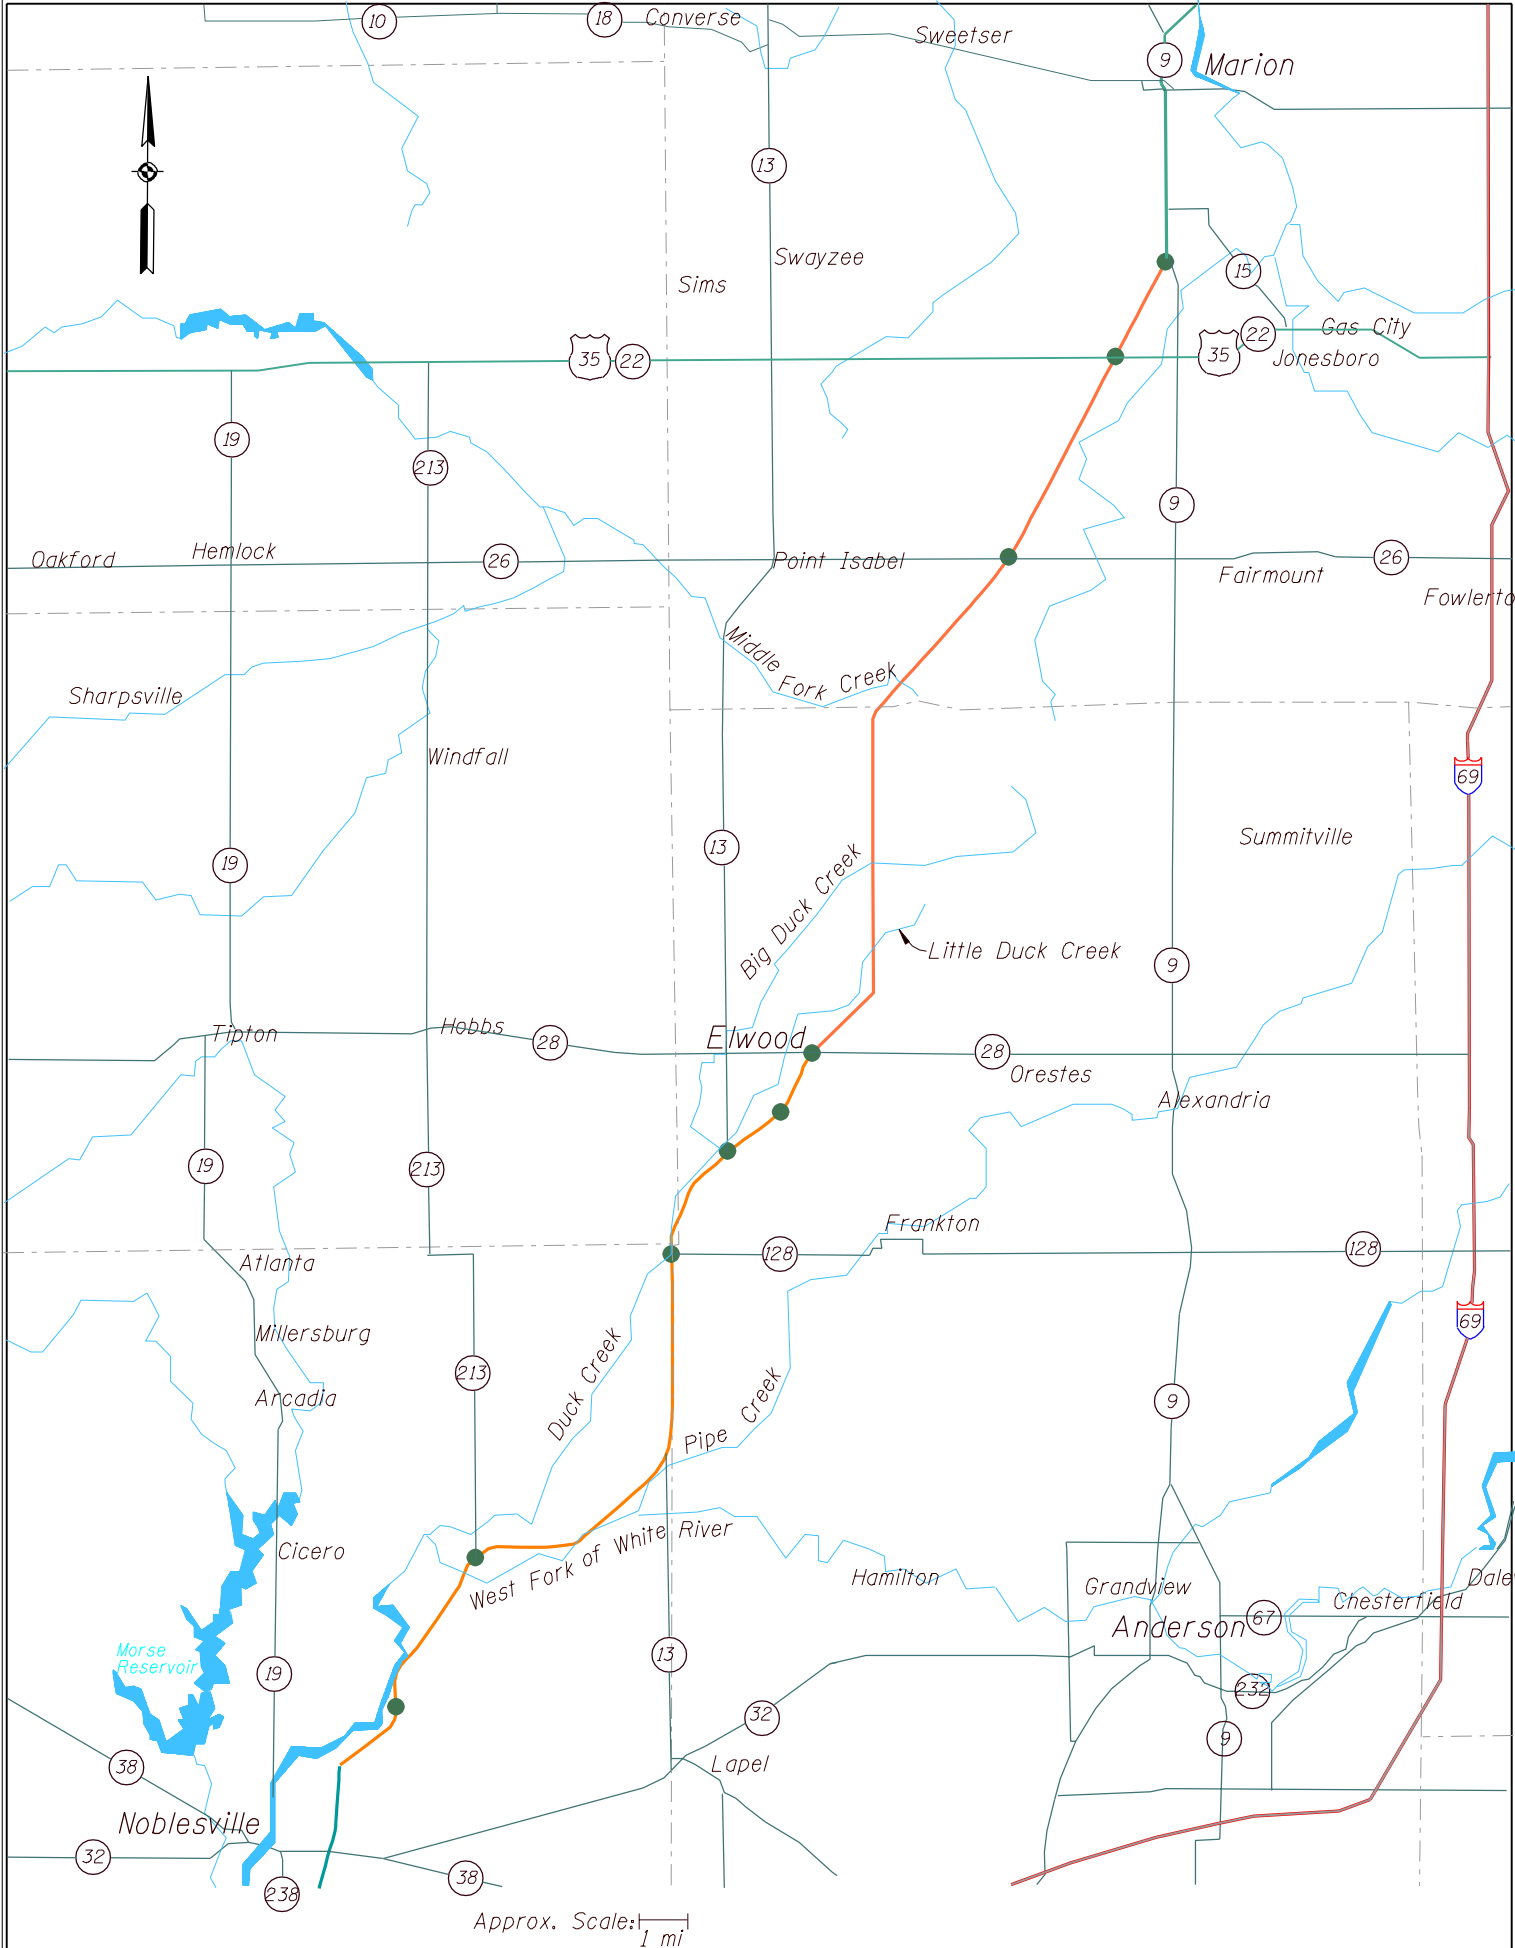 10
18
Converse
Sweetser
9
Marion
13
Swayzee
15
Sims
35
22
35
22
Gas City
Jonesboro
19
213
9
Oakford
Hemlock
26
Point Isabel
26
Fairmount
Fowlerto
Middle
Fork Creek
Sharpsville
Windfall
69
Summitville
13
19
Big Duck Creek
Little Duck Creek
9
Tipton
Hobbs
28
Elwood
28
Orestes
Alexandria
19
213
Frankton
128
128
Atlanta
69
Millersburg
Duck Creek
213
Arcadia
Pipe Creek
9
Cicero
West Fork of White River
Hamilton
Grandview
Chesterfield
Dale
67
Anderson
Morse
Reservoir
13
19
232
32
9
38
Lapel
Noblesville
32
38
238
Approx. Scale:
1 mi